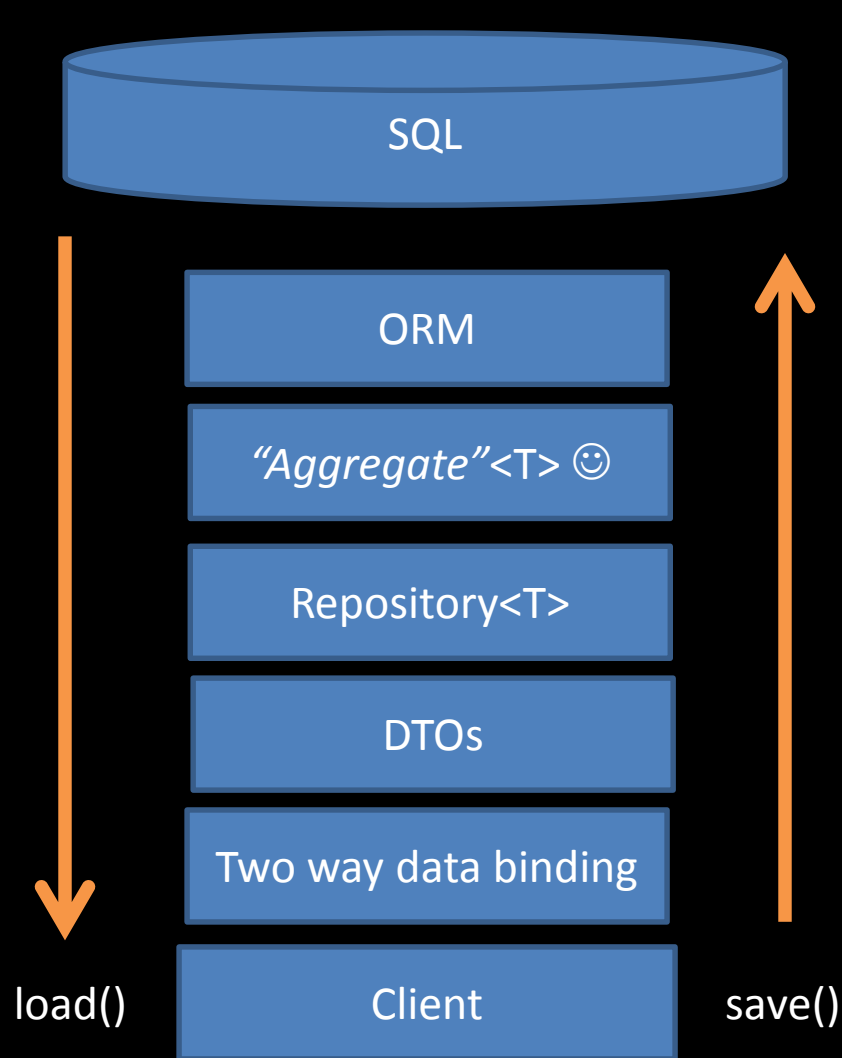 SQL
ORM
“Aggregate”<T> ☺
Repository<T>
DTOs
Two way data binding
load()
Client
save()